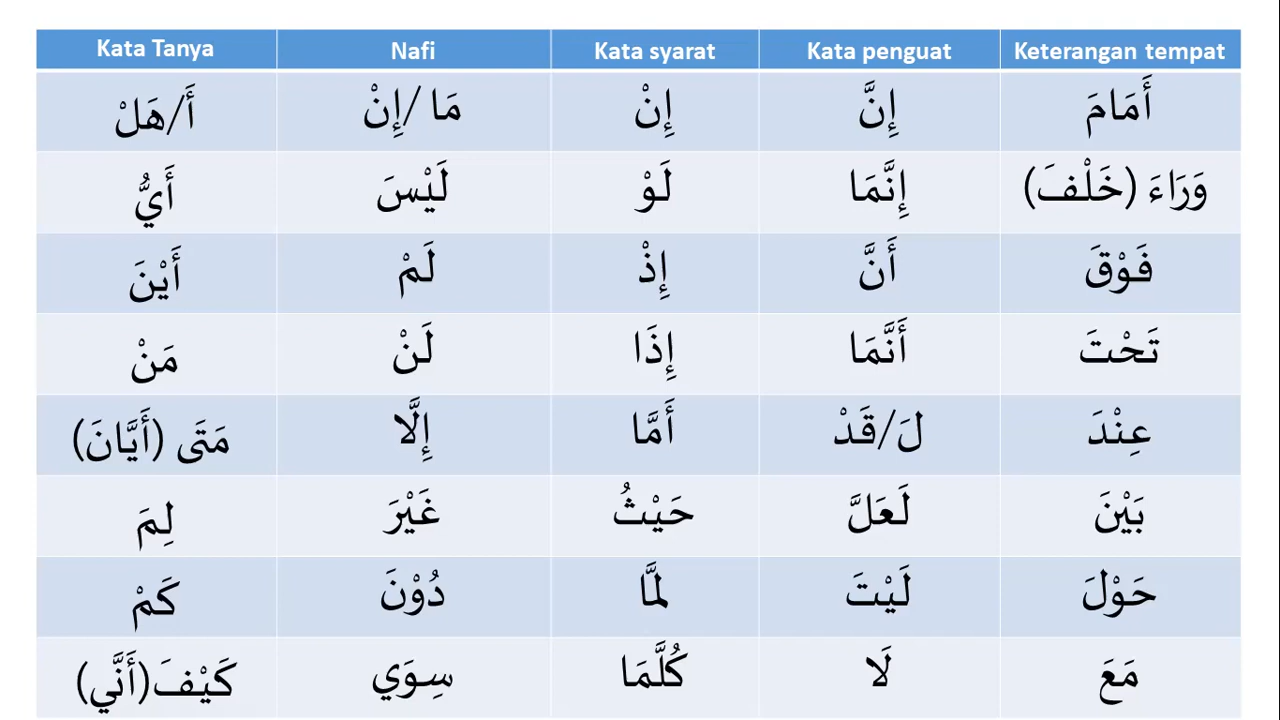 Kata Tanya Nafi Kata syarat Kata penguat Keterangan tempat
أَ/هَلْ مَا /إِنْ إِنْ إِنَّ أَمَامَ
أَيُّ لَيْسَ لَوْ إِنَّمَا وَرَاءَ (خَلْفَ)
أَيْنَ لَمْ إِذْ أَنَّ فَوْقَ
مَنْ لَنْ إِذَا أَنَّمَا تَحْتَ
مَتَى (أَيَّانَ) إِلَّا أَمَّا لَ/قَدْ عِنْدَ
لِمَ غَيْرَ حَيْثُ لَعَلَّ بَيْنَ
كَمْ دُوْنَ لَمَّا لَيْتَ حَوْلَ
كَيْفَ(أَنَّي) سِوَي كُلَّمَا لَا مَعَ